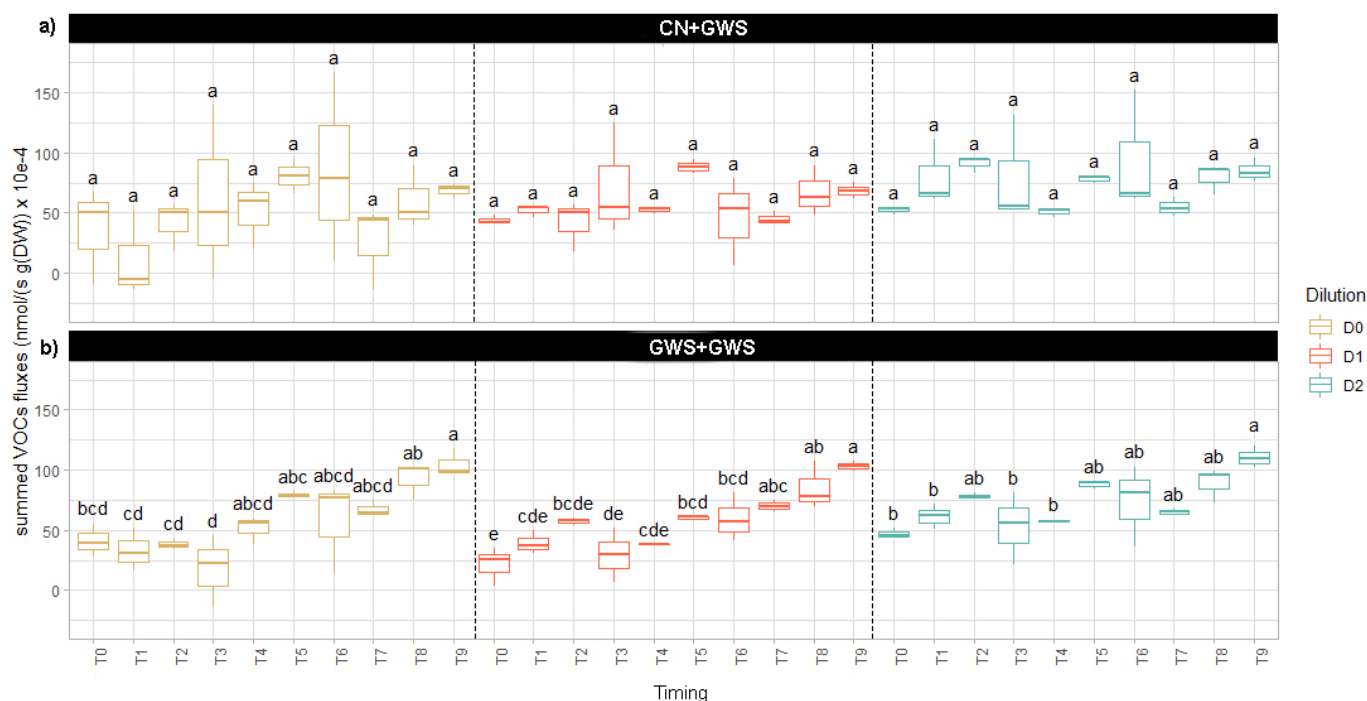 a)
CN+GWS
a a a a a a a a a a a a a a a a a a a a a a a a a a a a a a
150
100
50
0
b)
GWS+GWS
bcd cd cd d abcd abc abcd abcd ab a e cde bcde de cde bcd bcd abc ab a b b ab b b ab ab ab ab a
150
100
50
0
T0 T1 T2 T3 T4 T5 T6 T7 T8 T9 T0 T1 T2 T3 T4 T5 T6 T7 T8 T9 T0 T1 T2 T3 T4 T5 T6 T7 T8 T9
Timing
summed VOCs fluxes (nmol/(s g(DW)) x 10e-4
Dilution
D0
D1
D2